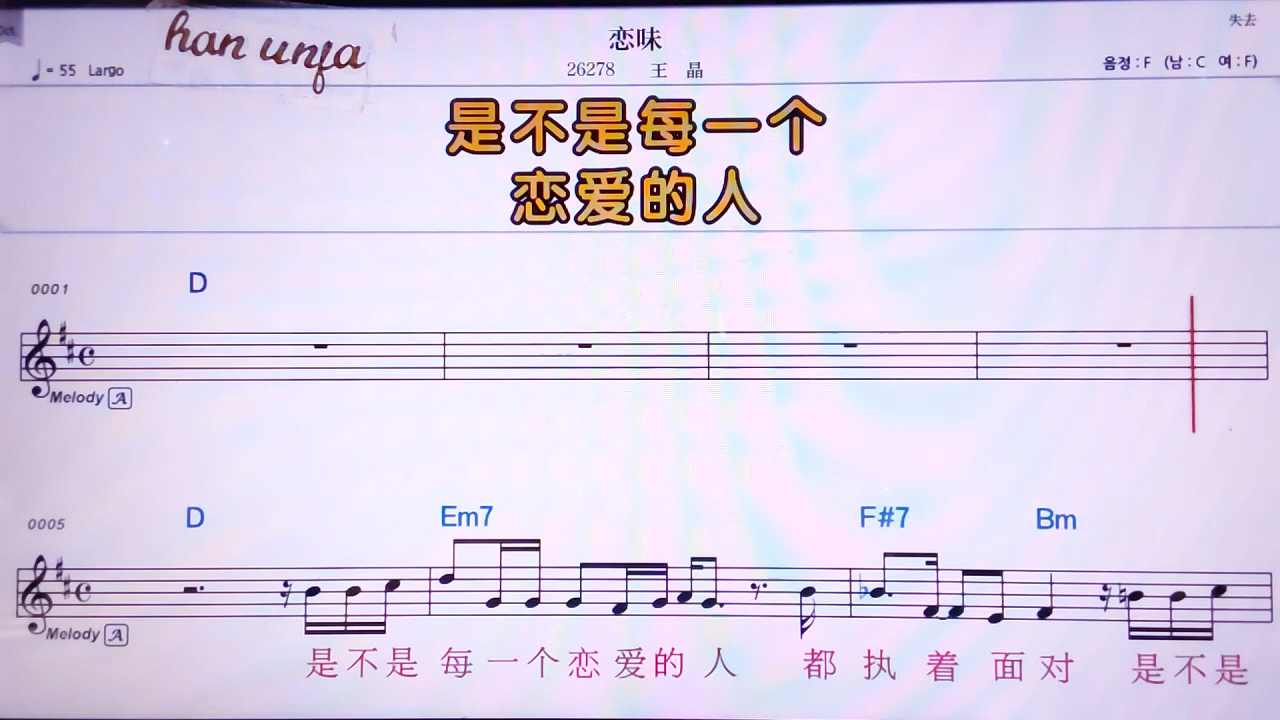 han unfa
恋味
失去
♩= 55 Largo
26278 王 晶
음정 : F (남 : C 여 : F)
是不是每一个
恋爱的人
0001 D
Melody A
0005 D Em7 F#7 Bm
Melody A
是不是 每一个恋爱的人 都执着面对 是不是